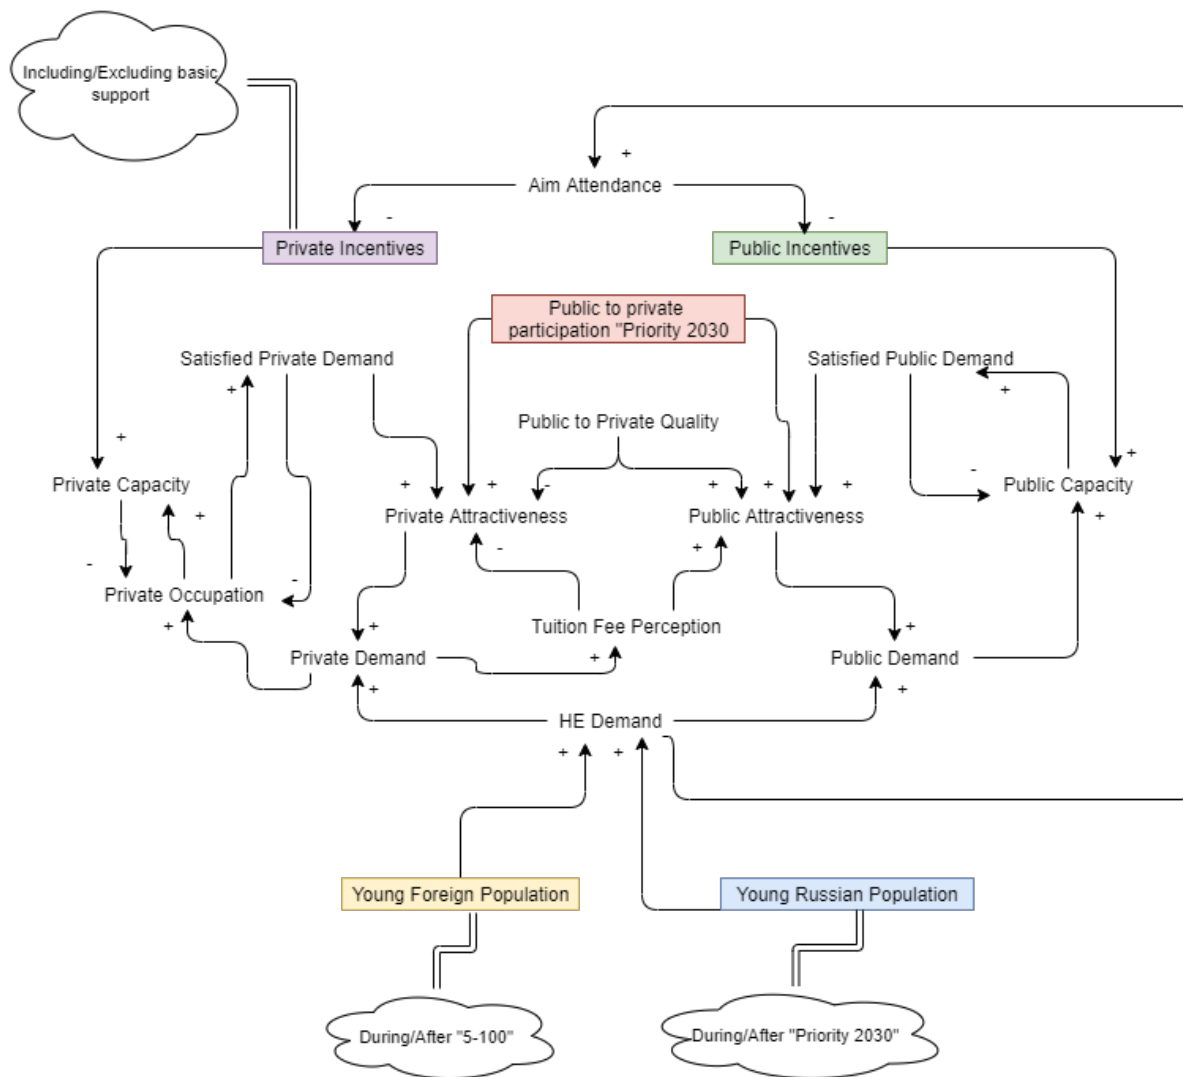 Including/Excluding basic
support
+
Aim Attendance
-
-
Private Incentives
Public Incentives
Public to private
participation "Priority 2030
Satisfied Private Demand
Satisfied Public Demand
+
+
Public to Private Quality
+
+
Private Capacity
-
Public Capacity
+
+
-
+
+
+
Private Attractiveness
Public Attractiveness
+
+
-
+
-
-
Private Occupation
+
Tuition Fee Perception
+
+
Private Demand
+
Public Demand
+
+
HE Demand
+
+
Young Foreign Population
Young Russian Population
During/After "5-100"
During/After "Priority 2030"